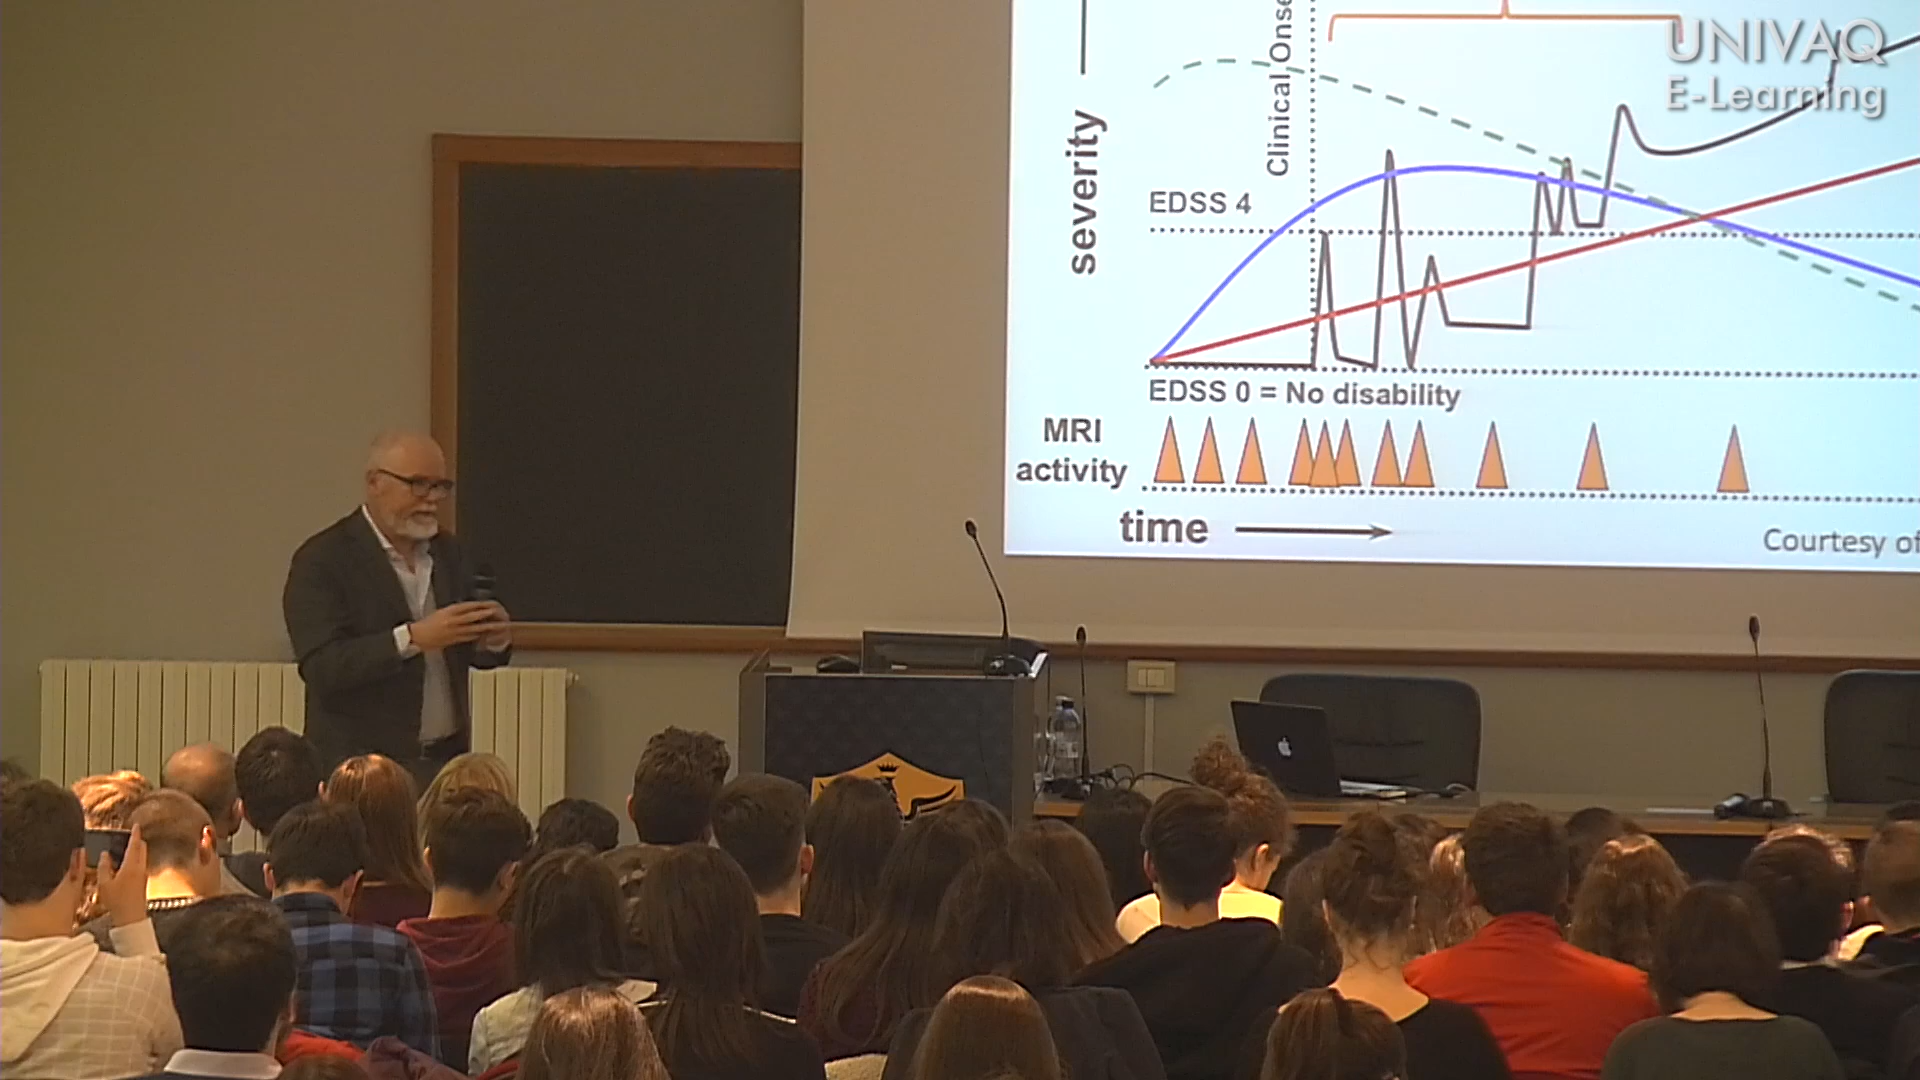 UNIVAQ
E-Learning
Clinical Onse
severity
EDSS 4
EDSS 0 = No disability
MRI
activity
time
Courtesy of